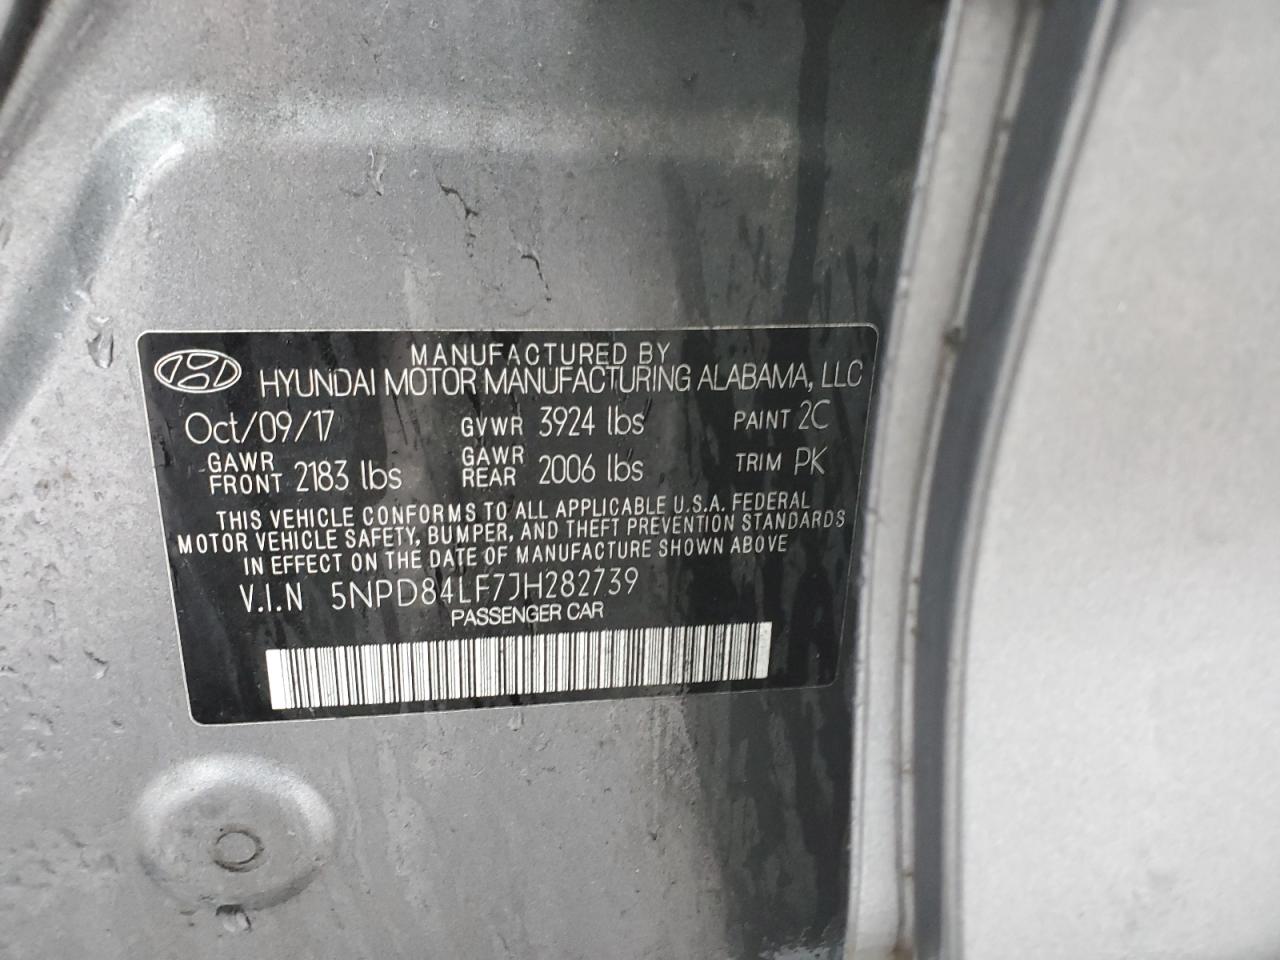 MANUFACTURED BY
HYUNDAI MOTOR MANUFACTURING ALABAMA, LLC
Oct/09/17 GVWR 3924 lbs PAINT 2C
GAWR FRONT 2183 lbs GAWR REAR 2006 lbs TRIM PK
THIS VEHICLE CONFORMS TO ALL APPLICABLE U.S.A. FEDERAL
MOTOR VEHICLE SAFETY, BUMPER, AND THEFT PREVENTION STANDARDS
IN EFFECT ON THE DATE OF MANUFACTURE SHOWN ABOVE
V.I.N 5NPD84LF7JH282739
PASSENGER CAR